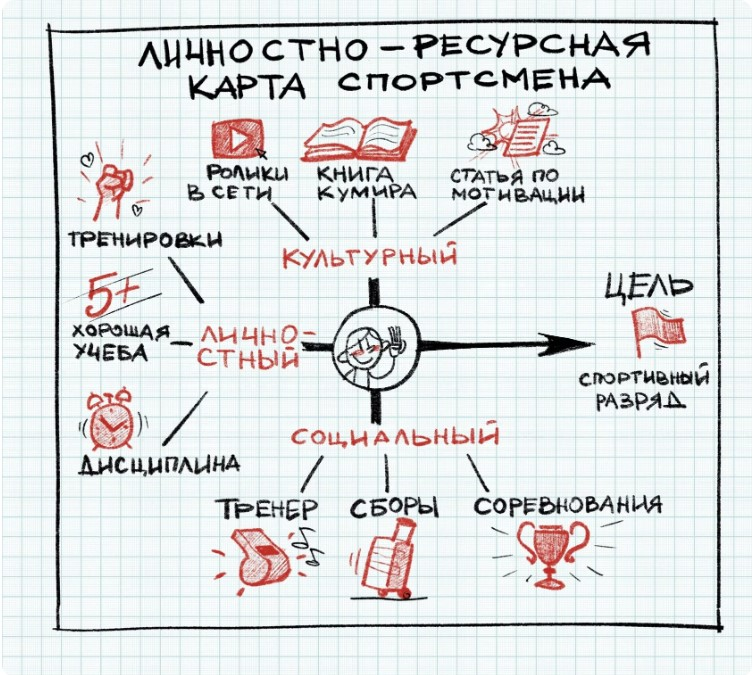 ЛИЧНОСТНО – РЕСУРСНАЯ
КАРТА СПОРТСМЕНА
РОЛИКИ
В СЕТИ
КНИГА
КУМИРА
СТАТЬЯ ПО
МОТИВАЦИИ
КУЛЬТУРНЫЙ
ТРЕНИРОВКИ
5+
ХОРОШАЯ
УЧЕБА
ДИСЦИПЛИНА
ЛИЧНО-
СТНЫЙ
ЦЕЛЬ
СПОРТИВНЫЙ
РАЗРЯД
СОЦИАЛЬНЫЙ
ТРЕНЕР
СБОРЫ
СОРЕВНОВАНИЯ